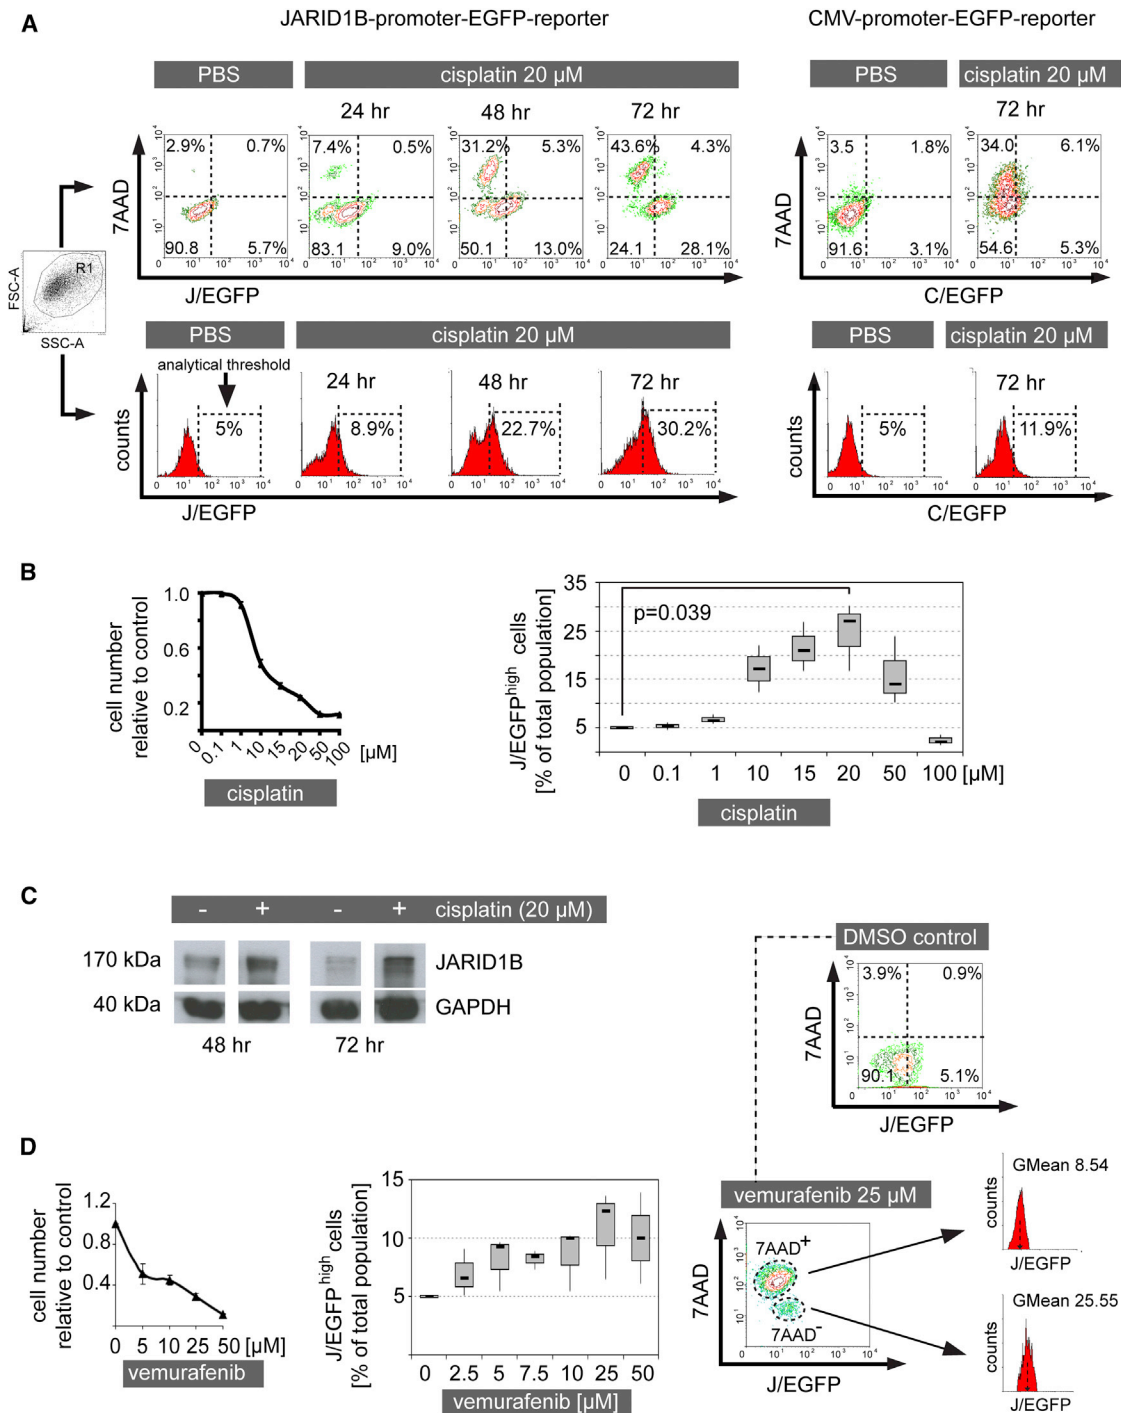 A
JARID1B-promoter-EGFP-reporter
CMV-promoter-EGFP-reporter
PBS
cisplatin 20 µM
PBS
cisplatin 20 µM
24 hr
48 hr
72 hr
72 hr
2.9%
0.7%
7.4%
0.5%
31.2%
5.3%
43.6%
4.3%
3.5
1.8%
34.0
6.1%
90.8
5.7%
83.1
9.0%
50.1
13.0%
24.1
28.1%
91.6
3.1%
54.6
5.3%
7AAD
7AAD
J/EGFP
C/EGFP
R1
FSC-A
SSC-A
PBS
cisplatin 20 µM
PBS
cisplatin 20 µM
analytical threshold
24 hr
48 hr
72 hr
72 hr
5%
8.9%
22.7%
30.2%
5%
11.9%
counts
counts
0 10¹ 10² 10³ 10⁴
J/EGFP
C/EGFP
B
cell number
relative to control
1.0
0.6
0.2
0 0.1 1 10 15 20 50 100 [µM]
cisplatin
J/EGFP high cells
[% of total population]
35
25
15
5
p=0.039
0 0.1 1 10 15 20 50 100 [µM]
cisplatin
C
- + - + cisplatin (20 µM)
170 kDa
JARID1B
40 kDa
GAPDH
48 hr
72 hr
DMSO control
3.9%
0.9%
90.1
5.1%
7AAD
J/EGFP
D
cell number
relative to control
1.2
0.8
0.4
0 5 10 25 50 [µM]
vemurafenib
J/EGFP high cells
[% of total population]
15
10
5
0 2.5 5 7.5 10 25 50
vemurafenib [µM]
vemurafenib 25 µM
7AAD+
7AAD-
7AAD
J/EGFP
GMean 8.54
counts
J/EGFP
GMean 25.55
counts
J/EGFP